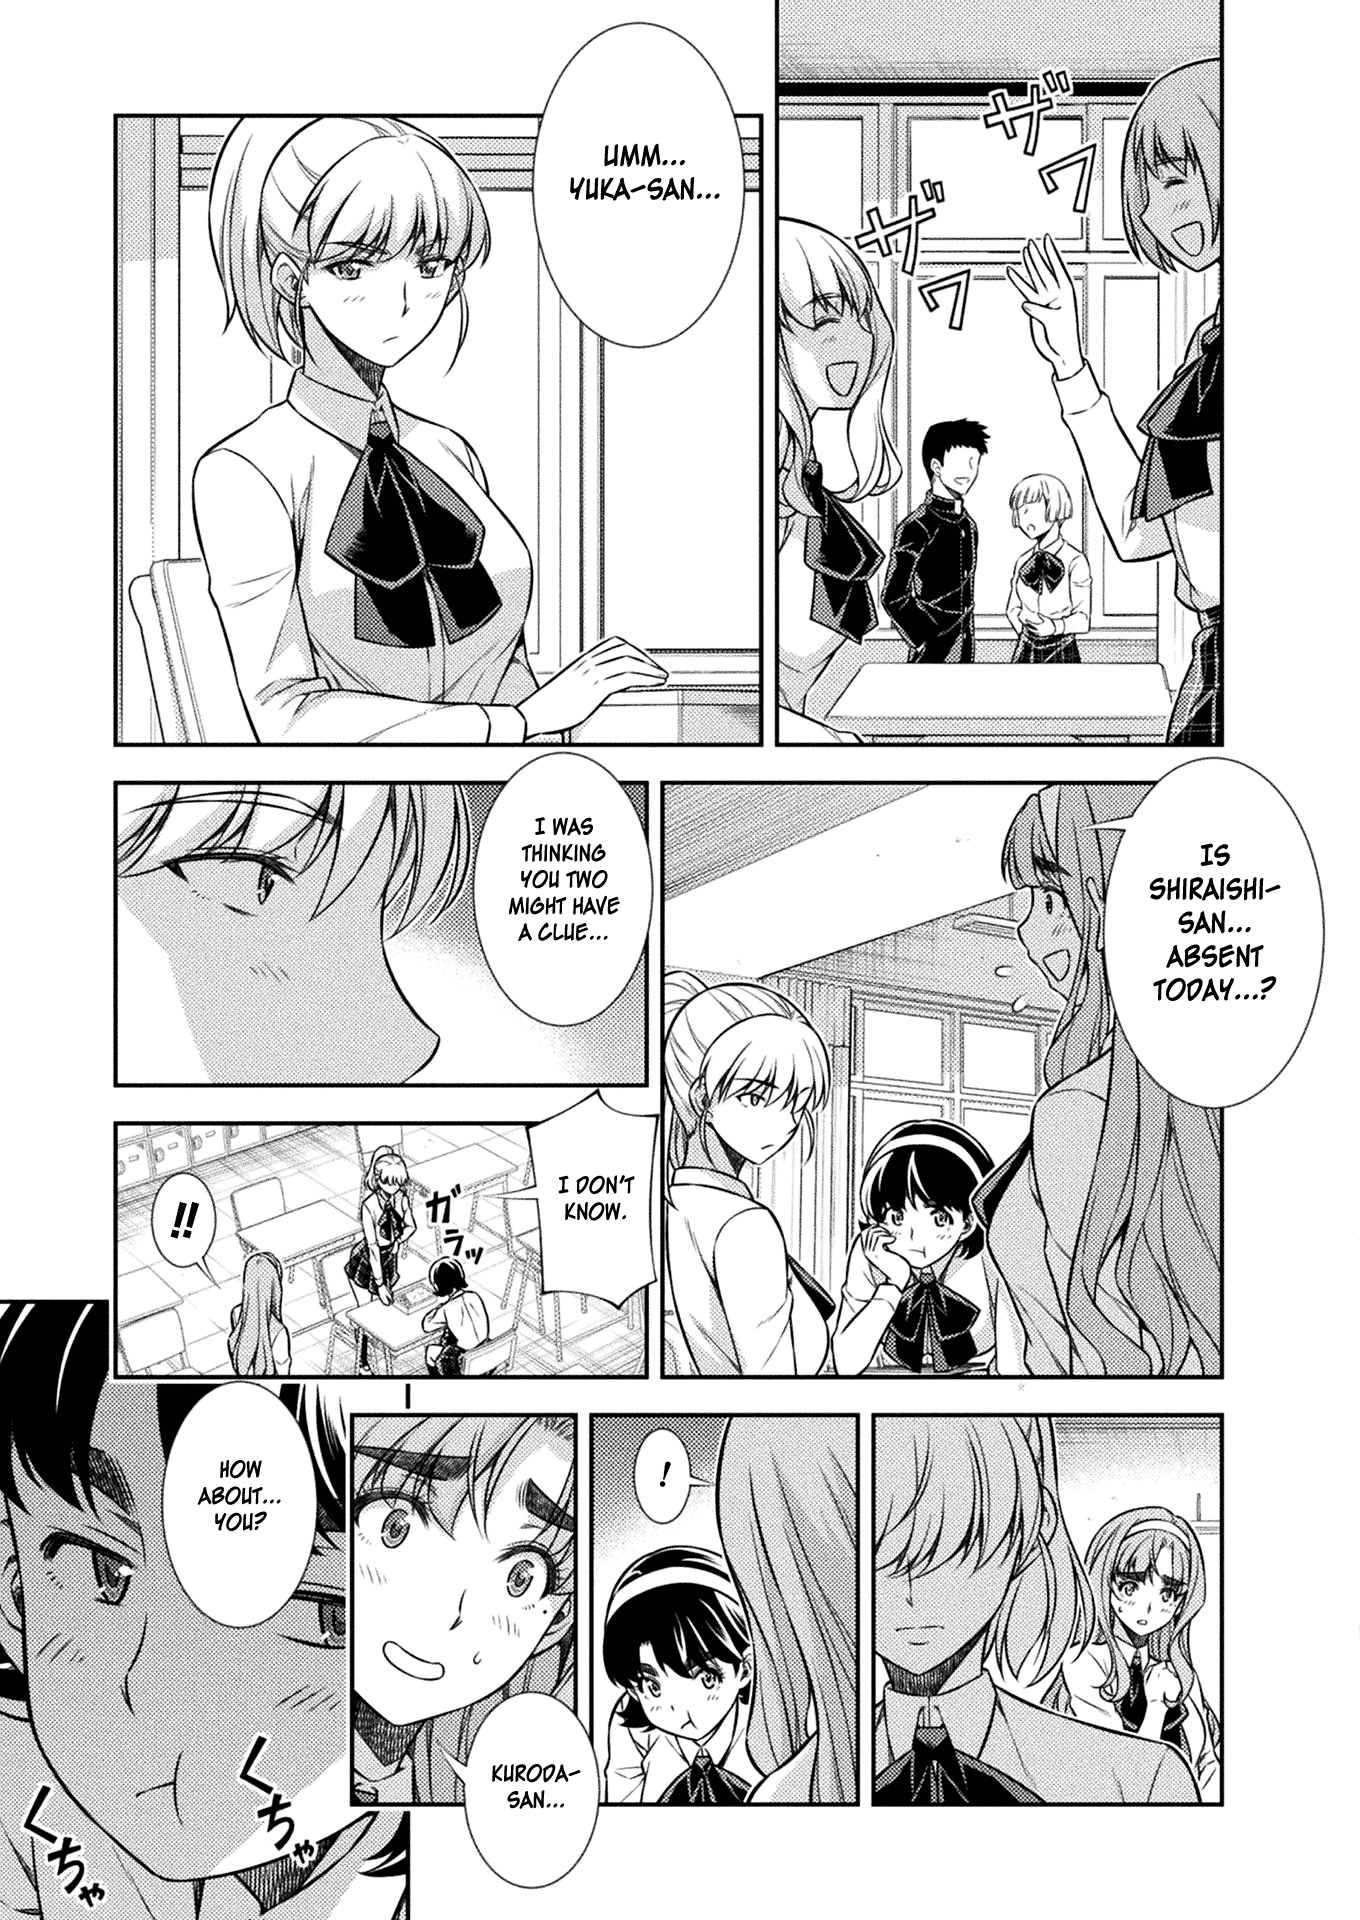 ザワ
ザワ
UMM...
YUKA-SAN...
IS
SHIRAISHI-
SAN...
ABSENT
TODAY...?
I WAS
THINKING
YOU TWO
MIGHT HAVE
A CLUE...
I DON'T
KNOW.
ガラッ
!!
!
KURODA-
SAN...
HOW
ABOUT...
YOU?
くちゃ
くちゃ